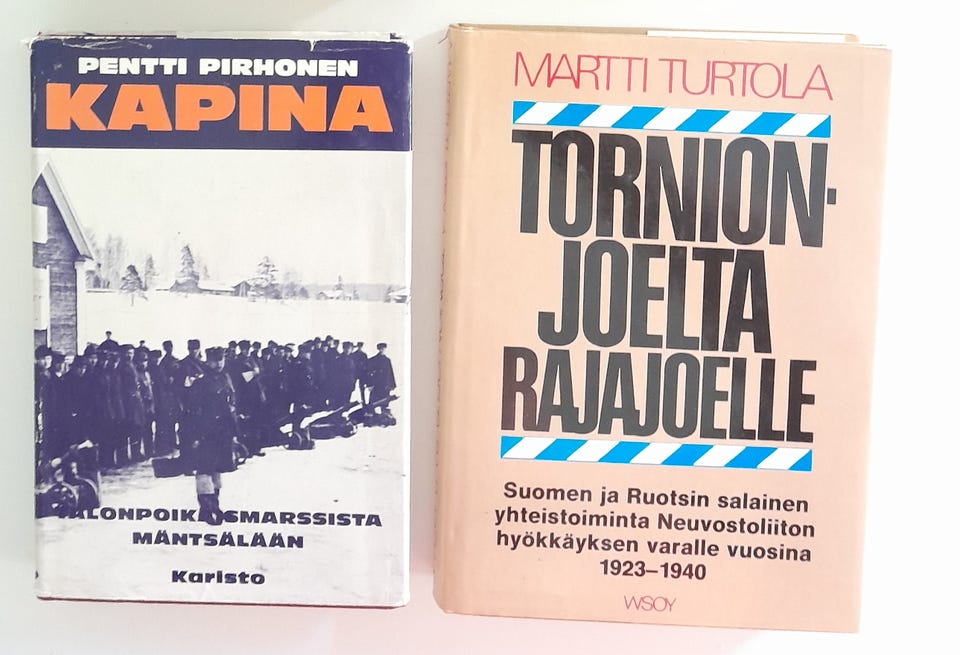 PENTTI PIRHONEN
KAPINA
TALONPOIKAISMARSSISTA
MÄNTSÄLÄÄN
Karisto
MARTTI TURTOLA
TORNION-
JOELTA
RAJAJOELLE
Suomen ja Ruotsin salainen
yhteistoiminta Neuvostoliiton
hyökkäyksen varalle vuosina
1923–1940
WSOY